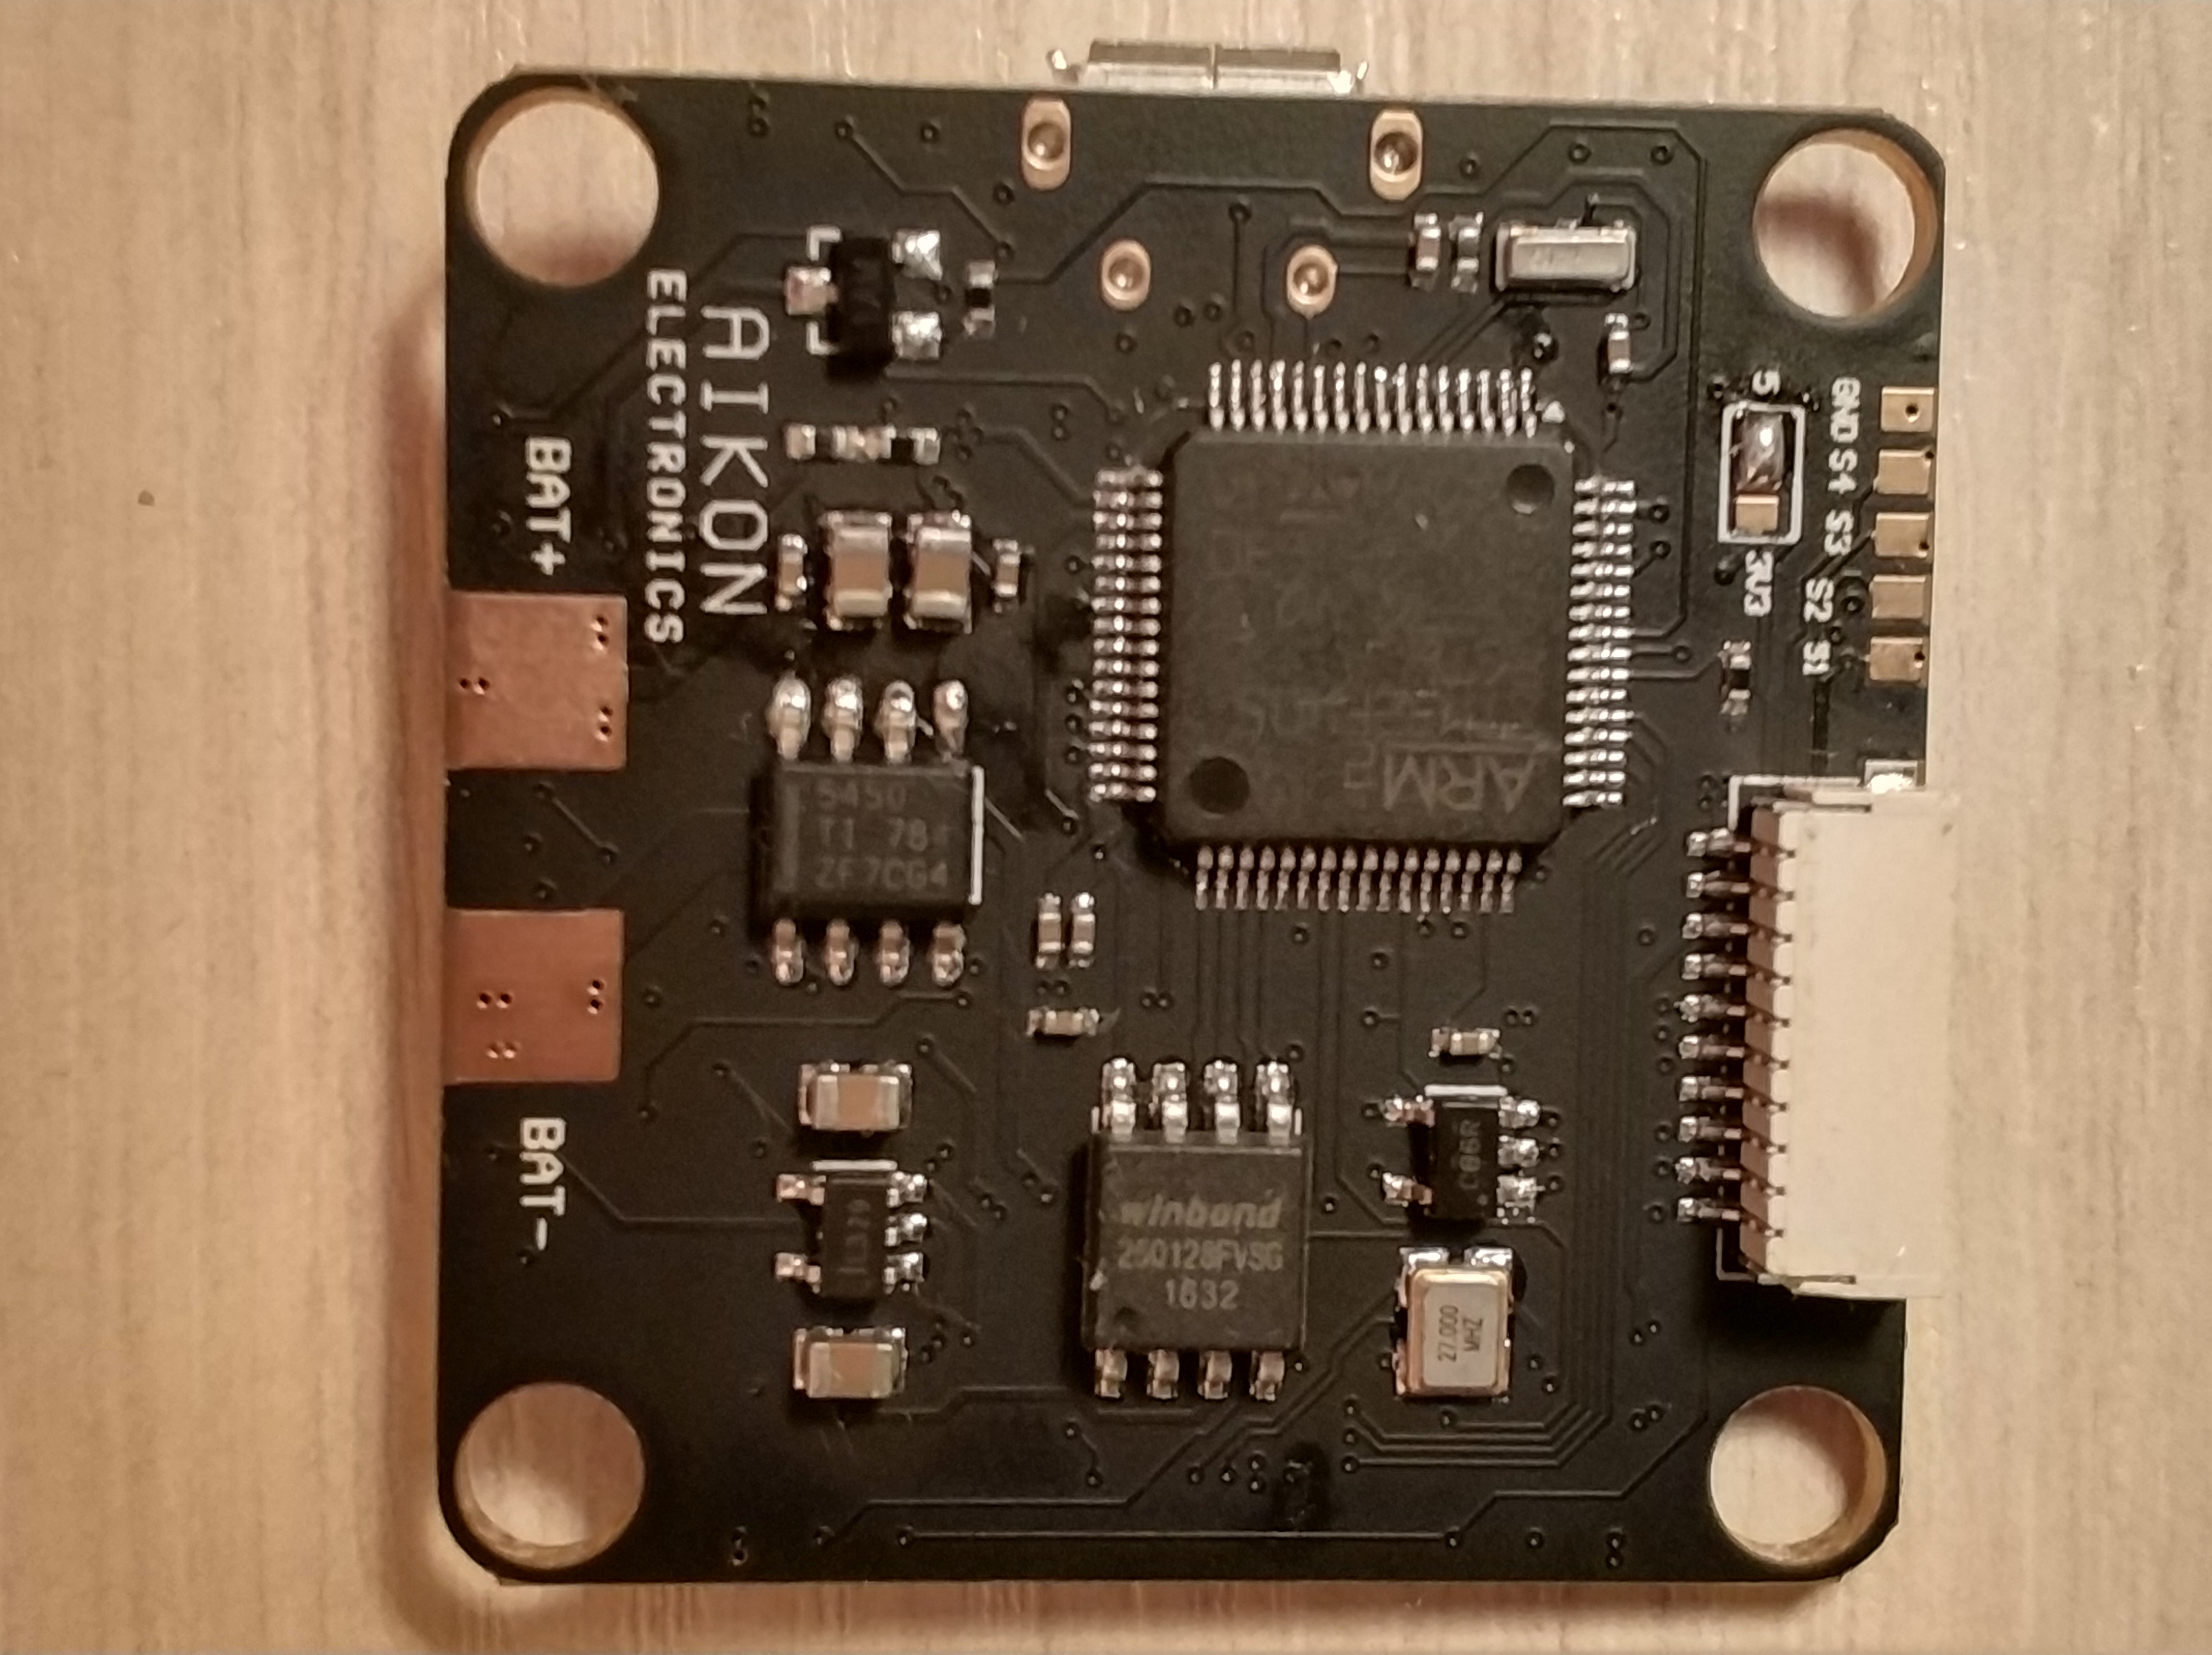 AIKON
ELECTRONICS
BAT+
BAT-
5
3V3
GND S4 S3 S2 S1
ARM
5450
TI 78
ZF7CG4
winbond
25Q128FVSG
1632
27.000
MHZ